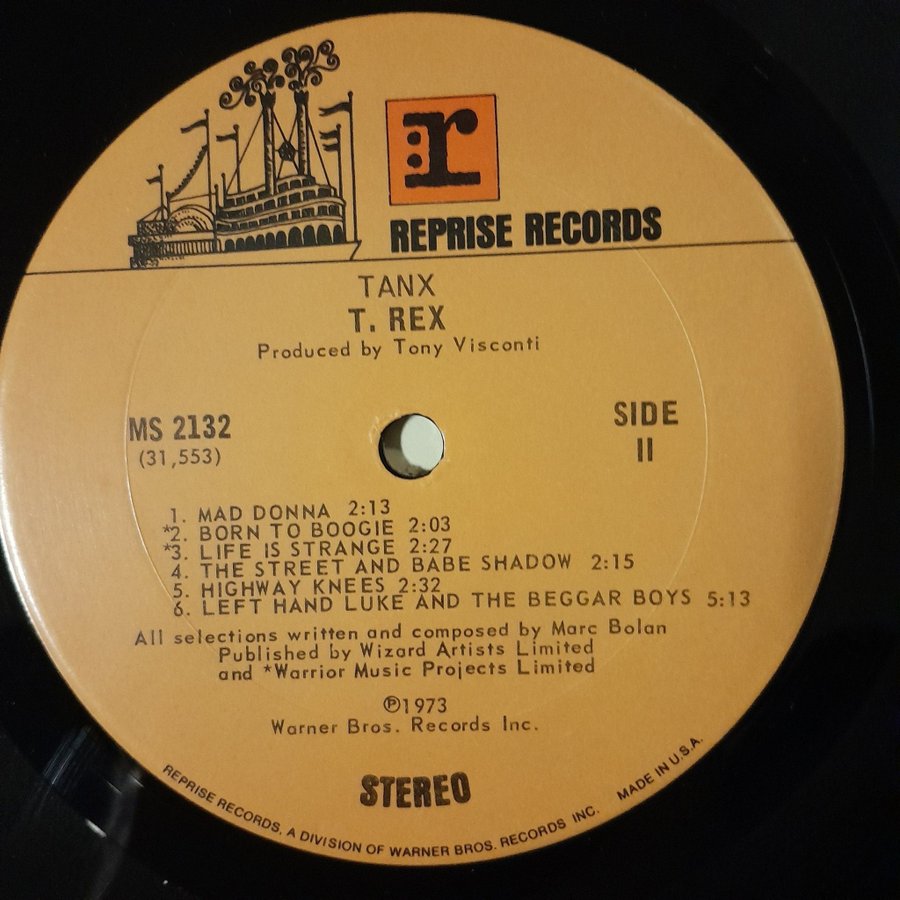 r
REPRISE RECORDS
TANX
T. REX
Produced by Tony Visconti
MS 2132
(31,553)
SIDE
II
1. MAD DONNA 2:13
*2. BORN TO BOOGIE 2:03
*3. LIFE IS STRANGE 2:27
4. THE STREET AND BABE SHADOW 2:15
5. HIGHWAY KNEES 2:32
6. LEFT HAND LUKE AND THE BEGGAR BOYS 5:13
All selections written and composed by Marc Bolan
Published by Wizard Artists Limited
and *Warrior Music Projects Limited
℗1973
Warner Bros. Records Inc.
STEREO
REPRISE RECORDS, A DIVISION OF WARNER BROS. RECORDS INC. MADE IN U.S.A.